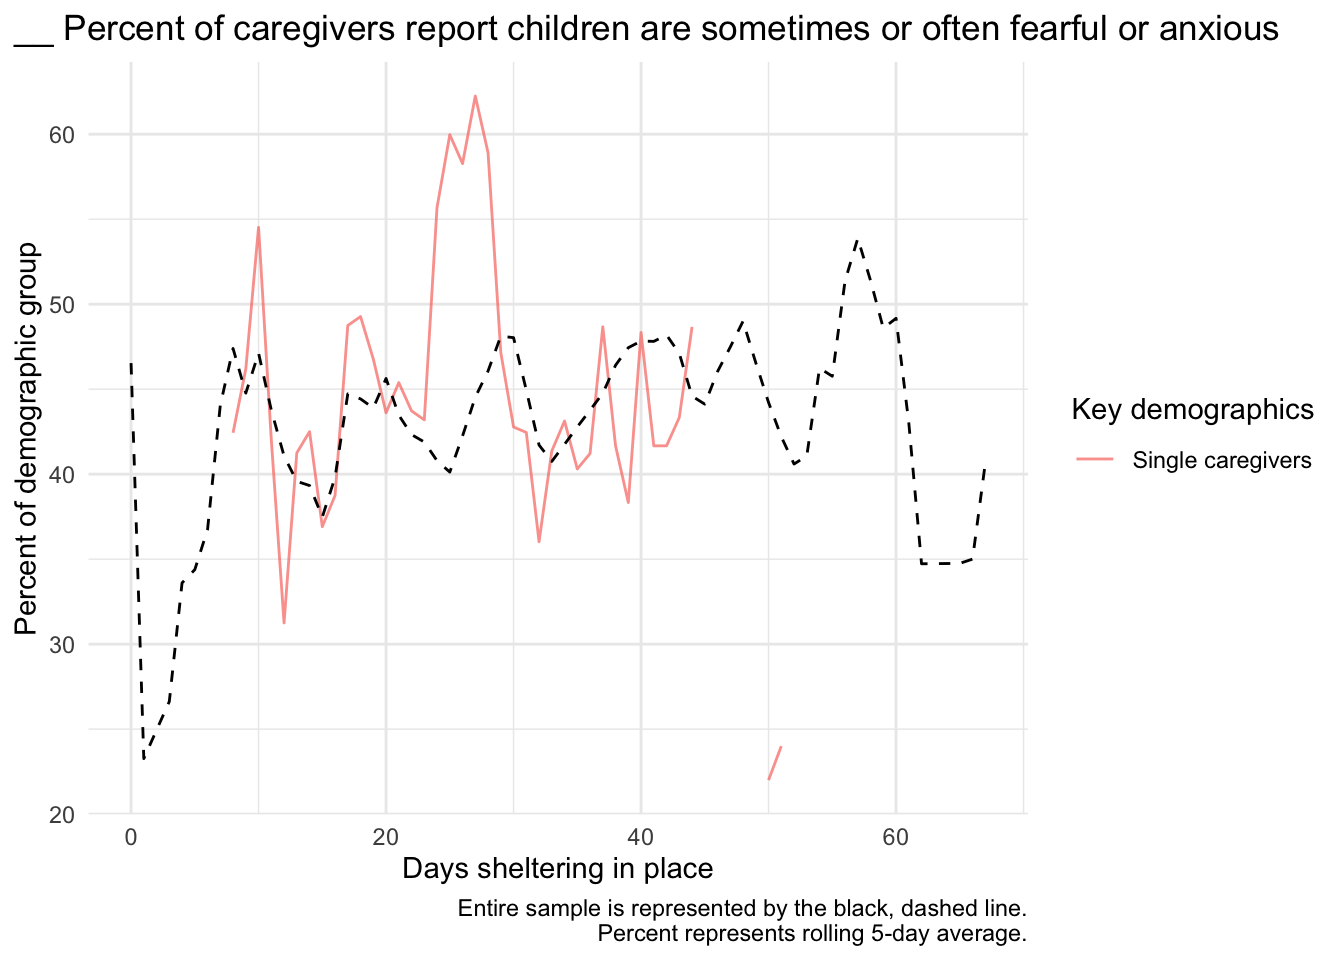 __ Percent of caregivers report children are sometimes or often fearful or anxious
Percent of demographic group
60
50
40
30
20
0
20
40
60
Days sheltering in place
Key demographics
Single caregivers
Entire sample is represented by the black, dashed line.
Percent represents rolling 5-day average.